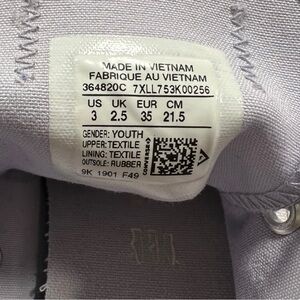 MADE IN VIETNAM
FABRIQUE AU VIETNAM
364820C 7XLL753K00256
US UK EUR CM
3 2.5 35 21.5
GENDER: YOUTH
UPPER: TEXTILE
LINING: TEXTILE
OUTSOLE: RUBBER
CONVERSE
9K 1901 F49